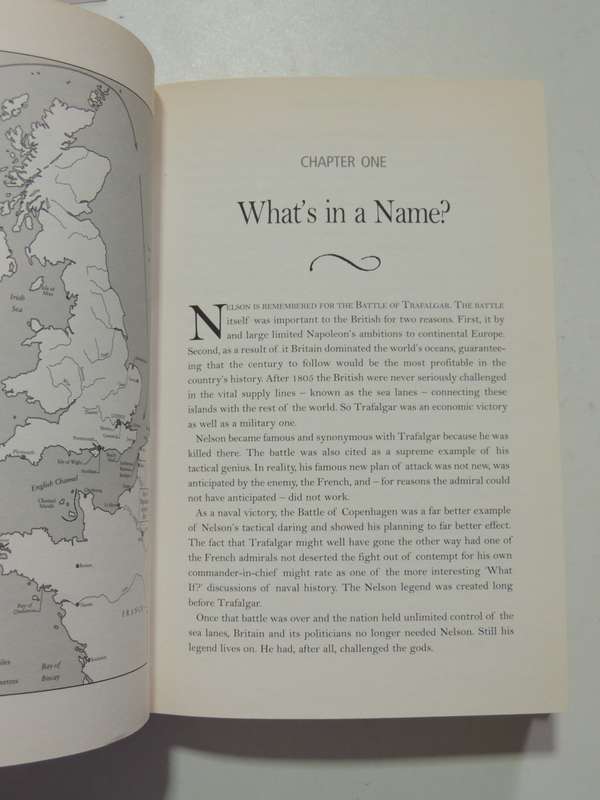 Irish
Sea
Isle of
Man
English Channel
Channel
Islands
Bay of
Biscay
CHAPTER ONE
What's in a Name?
NELSON IS REMEMBERED FOR THE BATTLE OF TRAFALGAR. THE BATTLE
itself was important to the British for two reasons. First, it by
and large limited Napoleon's ambitions to continental Europe.
Second, as a result of it Britain dominated the world's oceans, guarantee-
ing that the century to follow would be the most profitable in the
country's history. After 1805 the British were never seriously challenged
in the vital supply lines – known as the sea lanes – connecting these
islands with the rest of the world. So Trafalgar was an economic victory
as well as a military one.
Nelson became famous and synonymous with Trafalgar because he was
killed there. The battle was also cited as a supreme example of his
tactical genius. In reality, his famous new plan of attack was not new, was
anticipated by the enemy, the French, and – for reasons the admiral could
not have anticipated – did not work.
As a naval victory, the Battle of Copenhagen was a far better example
of Nelson's tactical daring and showed his planning to far better effect.
The fact that Trafalgar might well have gone the other way had one of
the French admirals not deserted the fight out of contempt for his own
commander-in-chief might rate as one of the more interesting 'What
If?' discussions of naval history. The Nelson legend was created long
before Trafalgar.
Once that battle was over and the nation held unlimited control of the
sea lanes, Britain and its politicians no longer needed Nelson. Still his
legend lives on. He had, after all, challenged the gods.